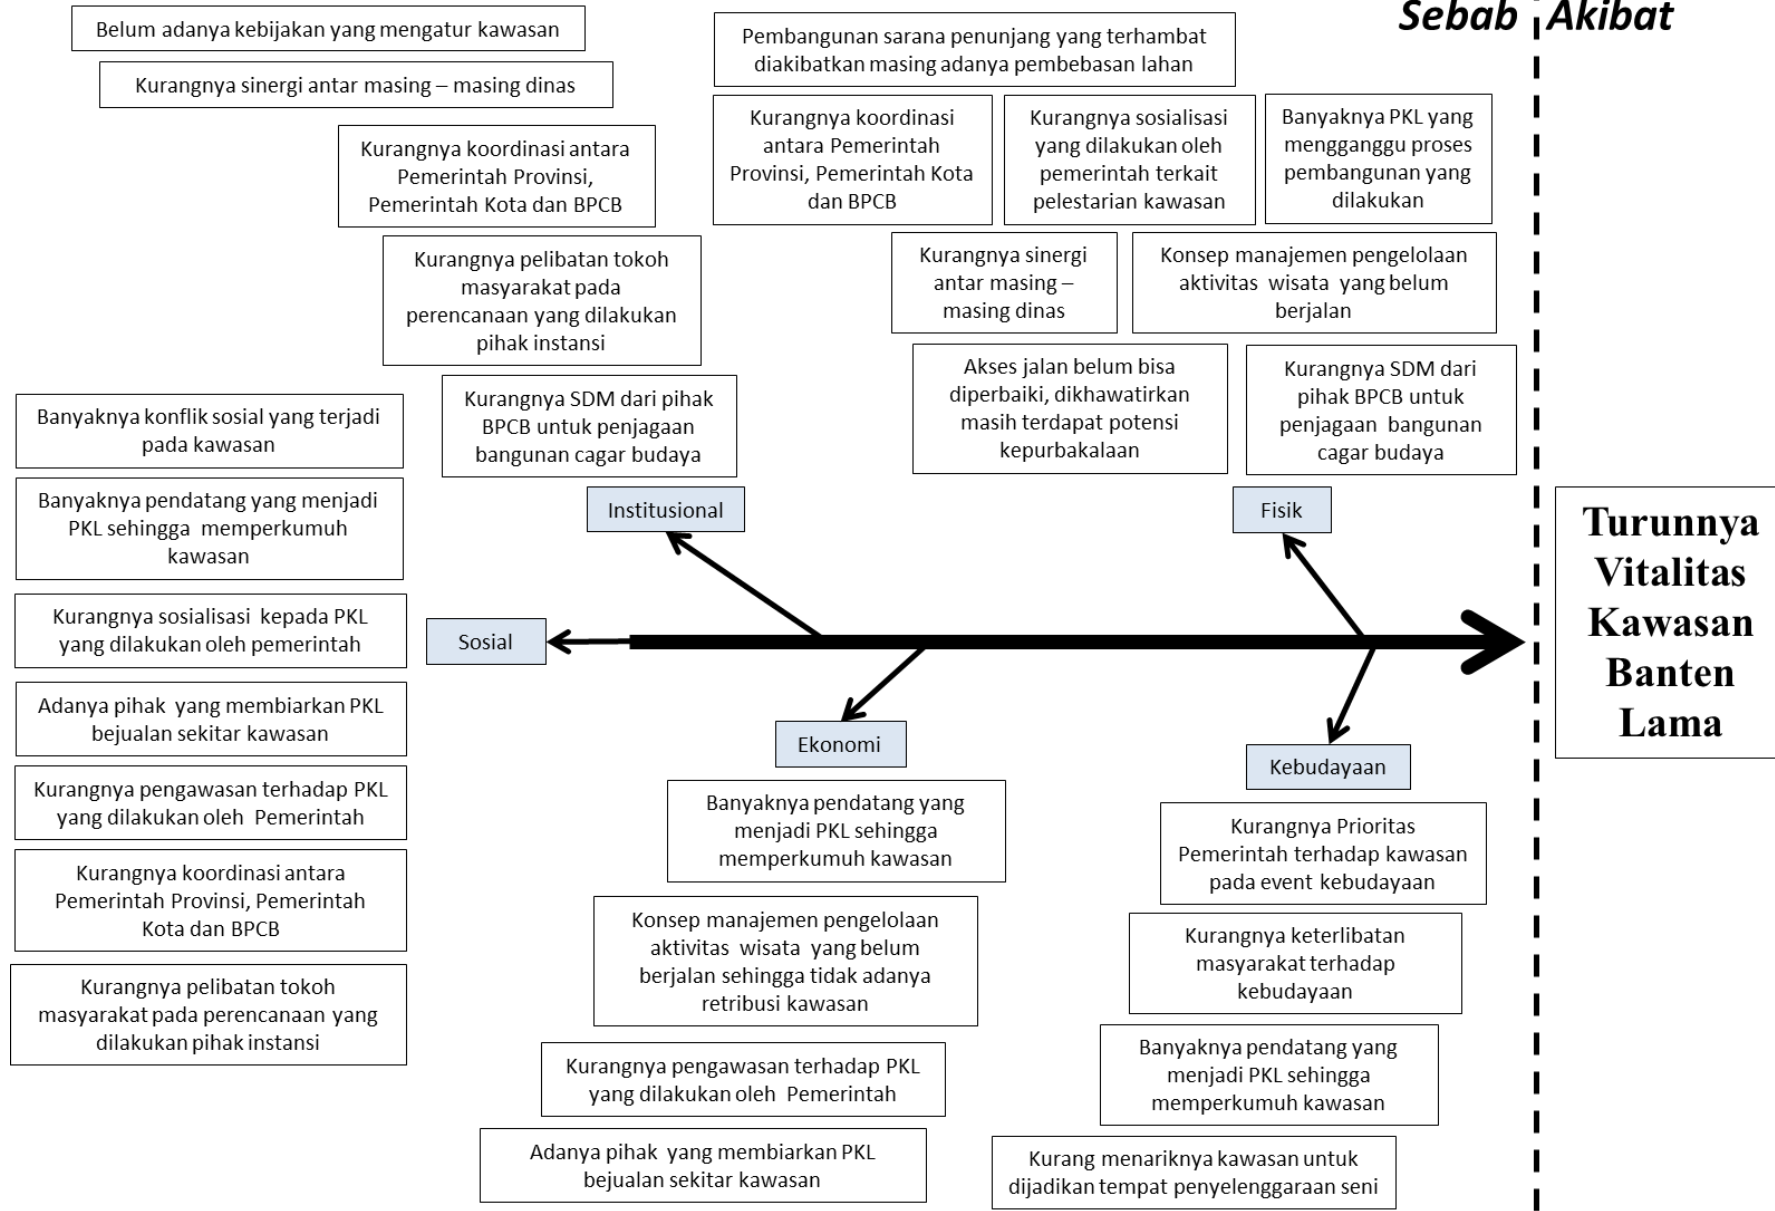 Sebab
Akibat
Belum adanya kebijakan yang mengatur kawasan
Kurangnya sinergi antar masing – masing dinas
Kurangnya koordinasi antara
Pemerintah Provinsi,
Pemerintah Kota dan BPCB
Kurangnya pelibatan tokoh
masyarakat pada
perencanaan yang dilakukan
pihak instansi
Kurangnya SDM dari pihak
BPCB untuk penjagaan
bangunan cagar budaya
Institusional
Pembangunan sarana penunjang yang terhambat
diakibatkan masing adanya pembebasan lahan
Kurangnya koordinasi
antara Pemerintah
Provinsi, Pemerintah Kota
dan BPCB
Kurangnya sosialisasi
yang dilakukan oleh
pemerintah terkait
pelestarian kawasan
Banyaknya PKL yang
mengganggu proses
pembangunan yang
dilakukan
Kurangnya sinergi
antar masing –
masing dinas
Konsep manajemen pengelolaan
aktivitas wisata yang belum
berjalan
Akses jalan belum bisa
diperbaiki, dikhawatirkan
masih terdapat potensi
kepurbakalaan
Kurangnya SDM dari
pihak BPCB untuk
penjagaan bangunan
cagar budaya
Fisik
Banyaknya konflik sosial yang terjadi
pada kawasan
Banyaknya pendatang yang menjadi
PKL sehingga memperkumuh
kawasan
Kurangnya sosialisasi kepada PKL
yang dilakukan oleh pemerintah
Adanya pihak yang membiarkan PKL
bejualan sekitar kawasan
Kurangnya pengawasan terhadap PKL
yang dilakukan oleh Pemerintah
Kurangnya koordinasi antara
Pemerintah Provinsi, Pemerintah
Kota dan BPCB
Kurangnya pelibatan tokoh
masyarakat pada perencanaan yang
dilakukan pihak instansi
Sosial
Ekonomi
Banyaknya pendatang yang
menjadi PKL sehingga
memperkumuh kawasan
Konsep manajemen pengelolaan
aktivitas wisata yang belum
berjalan sehingga tidak adanya
retribusi kawasan
Kurangnya pengawasan terhadap PKL
yang dilakukan oleh Pemerintah
Adanya pihak yang membiarkan PKL
bejualan sekitar kawasan
Kebudayaan
Kurangnya Prioritas
Pemerintah terhadap kawasan
pada event kebudayaan
Kurangnya keterlibatan
masyarakat terhadap
kebudayaan
Banyaknya pendatang yang
menjadi PKL sehingga
memperkumuh kawasan
Kurang menariknya kawasan untuk
dijadikan tempat penyelenggaraan seni
Turunnya
Vitalitas
Kawasan
Banten
Lama